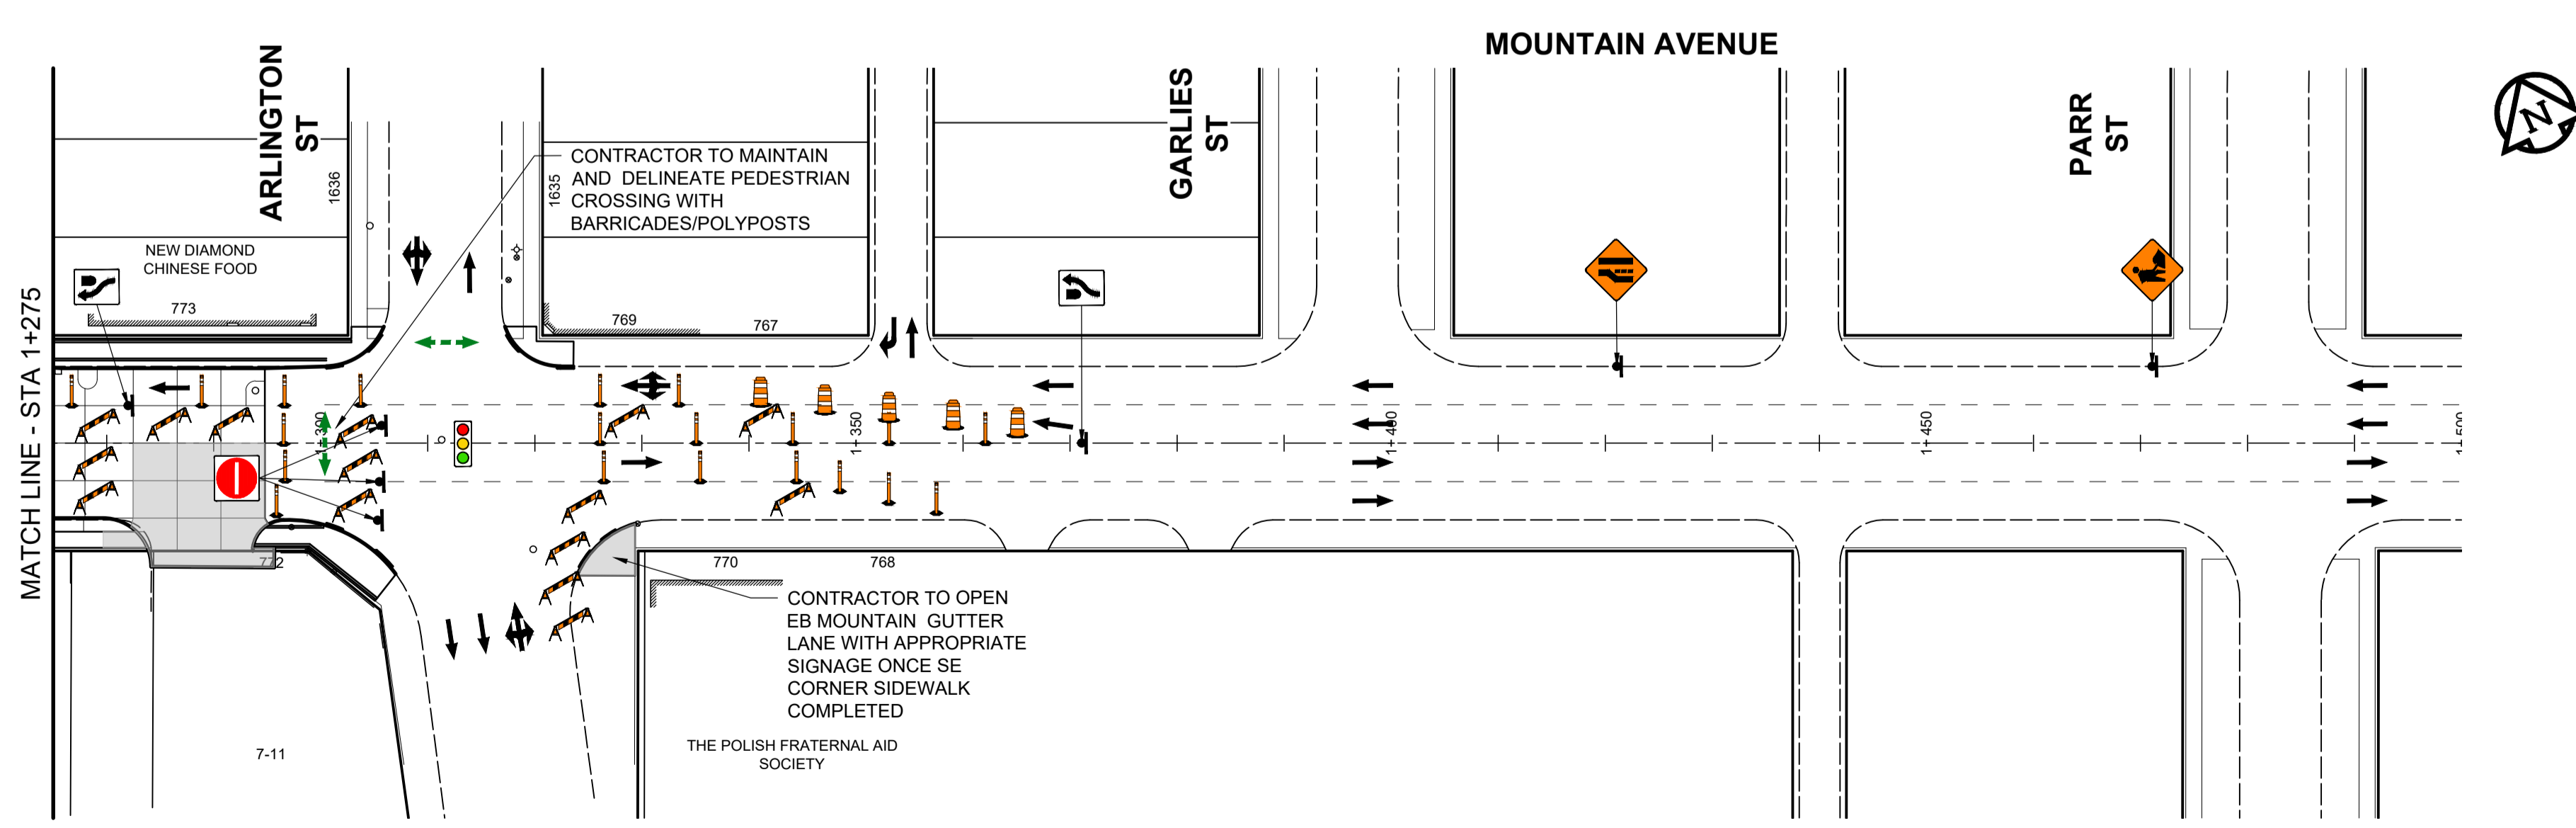 MOUNTAIN AVENUE
ARLINGTON
ST
GARLIES
ST
PARR
ST
N
1636
1635
CONTRACTOR TO MAINTAIN
AND DELINEATE PEDESTRIAN
CROSSING WITH
BARRICADES/POLYPOSTS
NEW DIAMOND
CHINESE FOOD
773
769
767
MATCH LINE - STA 1+275
1+300
1+350
1+400
1+450
1+500
772
770
768
CONTRACTOR TO OPEN
EB MOUNTAIN GUTTER
LANE WITH APPROPRIATE
SIGNAGE ONCE SE
CORNER SIDEWALK
COMPLETED
THE POLISH FRATERNAL AID
SOCIETY
7-11